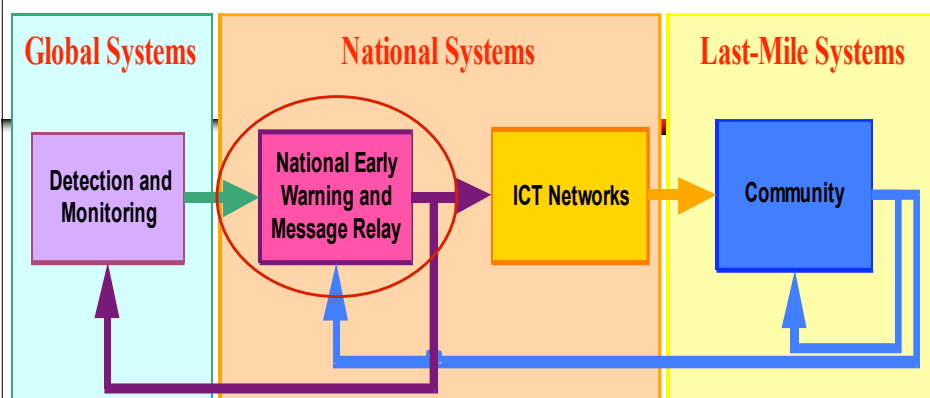 Global Systems
National Systems
Last-Mile Systems
Detection and
Monitoring
National Early
Warning and
Message Relay
ICT Networks
Community